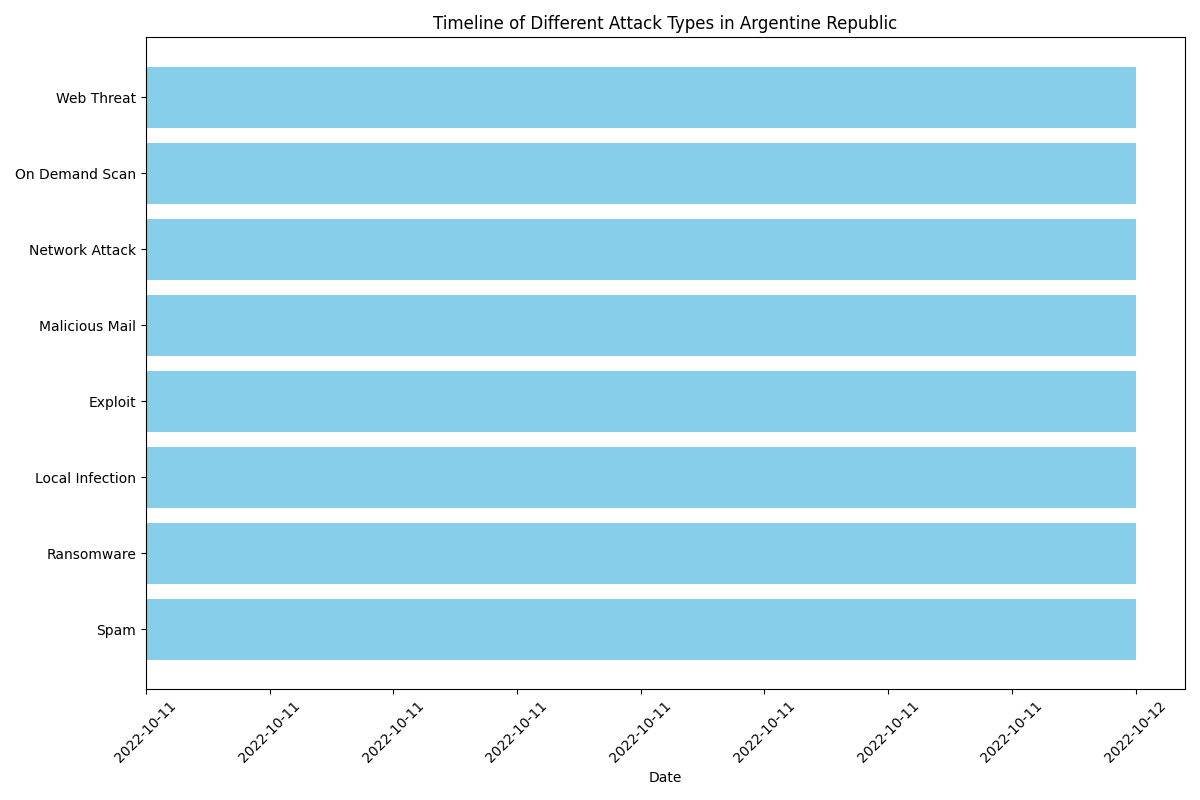 Timeline of Different Attack Types in Argentine Republic
Web Threat
On Demand Scan
Network Attack
Malicious Mail
Exploit
Local Infection
Ransomware
Spam
2022-10-11
2022-10-11
2022-10-11
2022-10-11
2022-10-11
2022-10-11
2022-10-11
2022-10-11
2022-10-12
Date